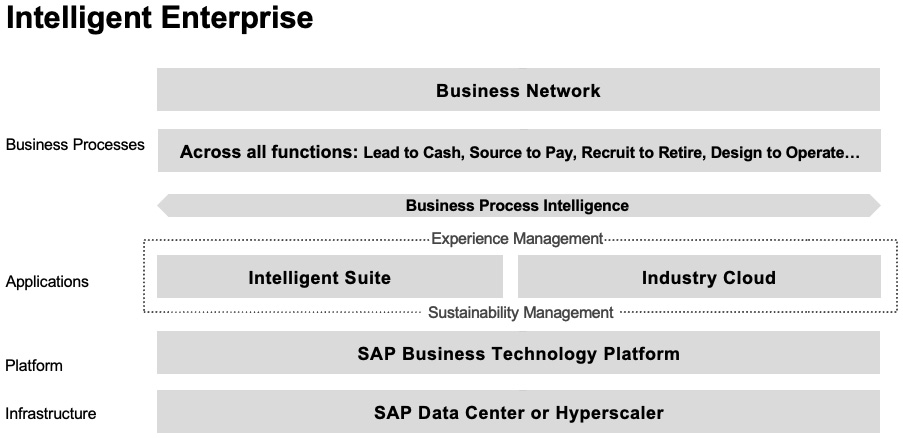 Intelligent Enterprise
Business Network
Business Processes
Across all functions: Lead to Cash, Source to Pay, Recruit to Retire, Design to Operate…
Business Process Intelligence
Experience Management
Applications
Intelligent Suite
Industry Cloud
Sustainability Management
Platform
SAP Business Technology Platform
Infrastructure
SAP Data Center or Hyperscaler